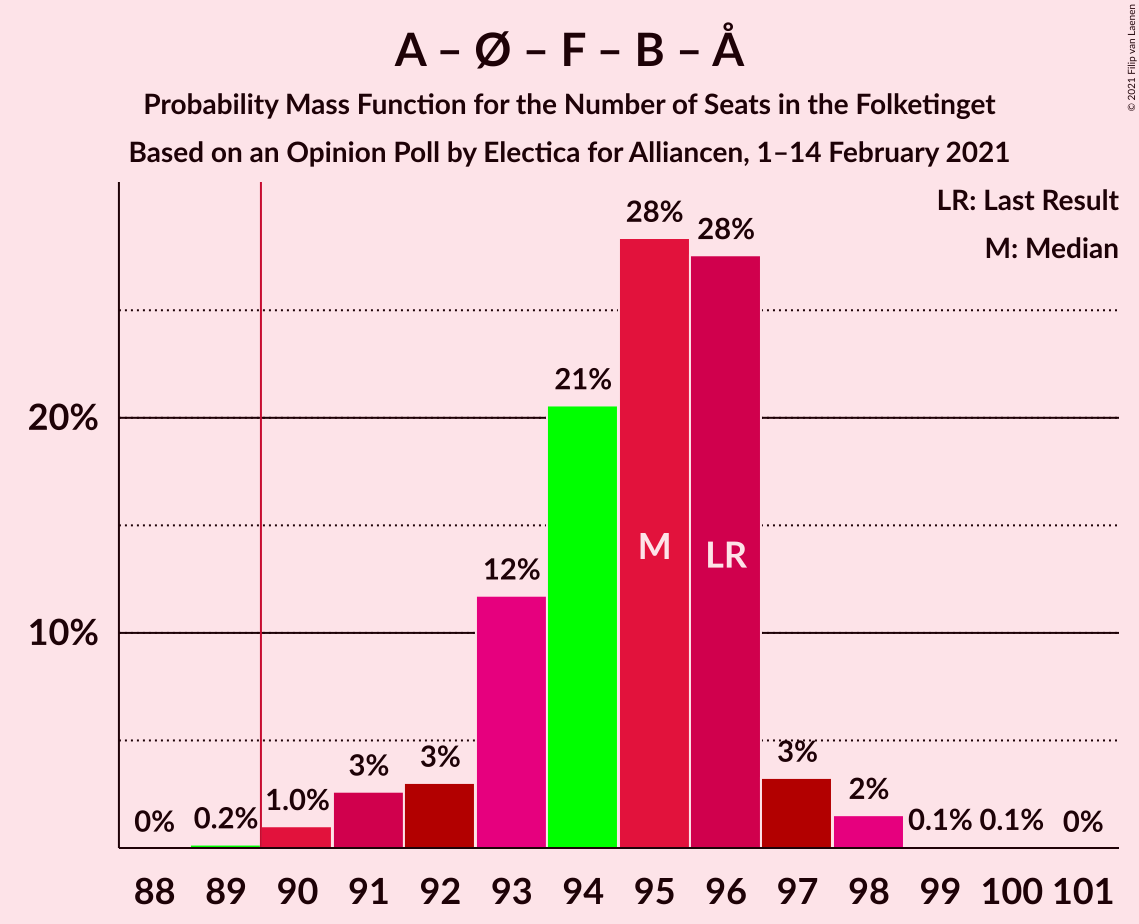 A – Ø – F – B – Å
Probability Mass Function for the Number of Seats in the Folketinget
Based on an Opinion Poll by Electica for Alliancen, 1–14 February 2021
© 2021 Filip van Laenen
LR: Last Result
M: Median
28%
28%
21%
20%
M
LR
12%
10%
3%
3%
3%
2%
1.0%
0%
0.2%
0.1%
0.1%
0%
88 89 90 91 92 93 94 95 96 97 98 99 100 101